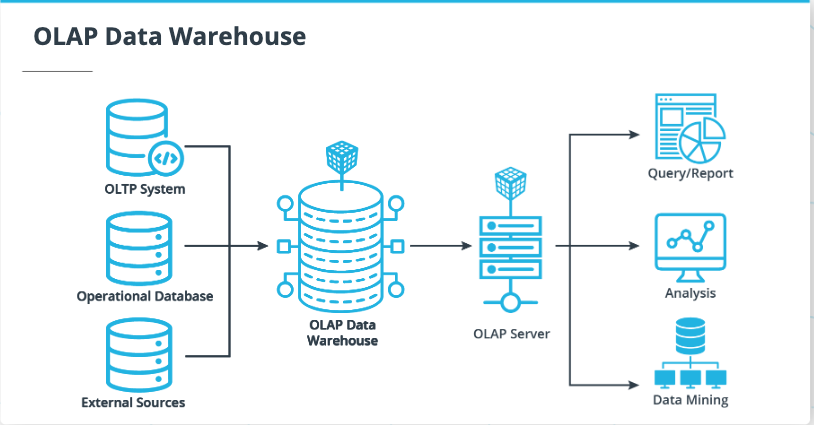 OLAP Data Warehouse
OLTP System
Operational Database
External Sources
OLAP Data
Warehouse
OLAP Server
Query/Report
Analysis
Data Mining